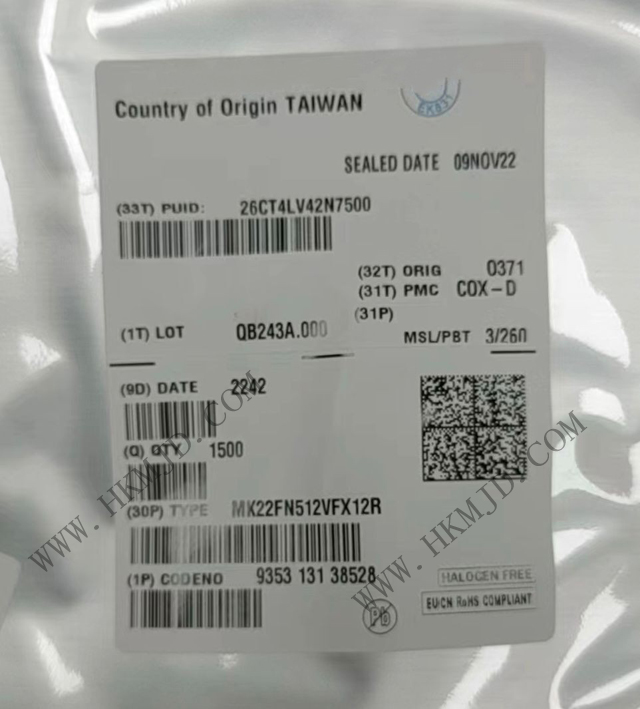 Country of Origin TAIWAN
EK631
SEALED DATE 09NOV22
(33T) PUID: 26CT4LV42N7500
(32T) ORIG 0371
(31T) PMC COX-D
(31P)
(1T) LOT QB243A.000
MSL/PBT 3/260
(9D) DATE 2242
(Q) QTY 1500
(30P) TYPE MK22FN512VFX12R
(1P) CODENO 9353 131 38528
HALOGEN FREE
EU/CN RoHS COMPLIANT
Pb
WWW.HKMJD.COM
WWW.HKMJD.COM